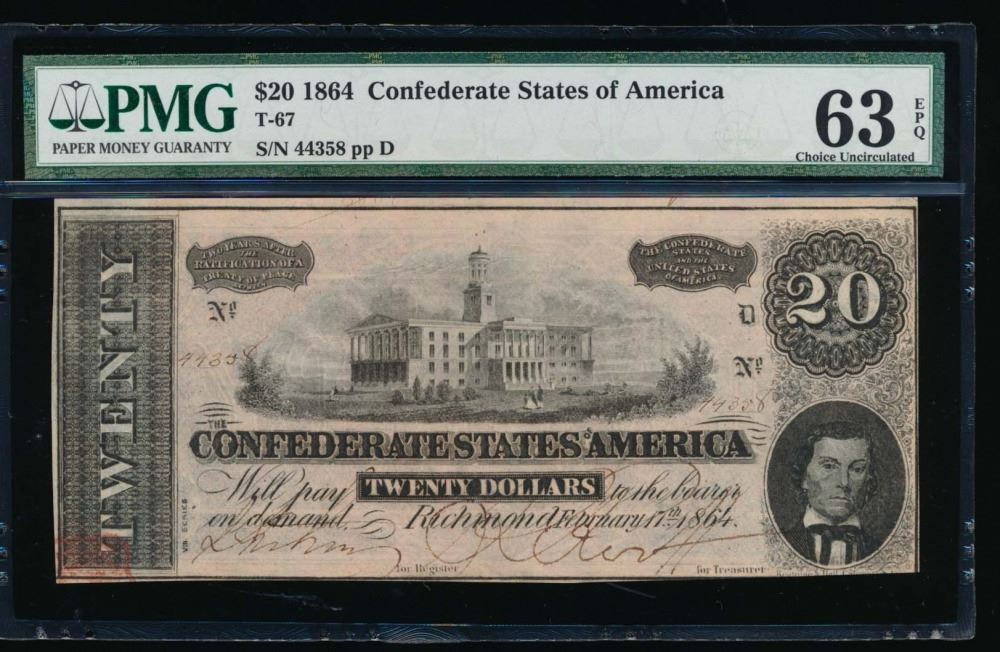 PMG
PAPER MONEY GUARANTY
$20 1864 Confederate States of America
T-67
S/N 44358 pp D
63
EPQ
Choice Uncirculated
TWENTY
TWO YEARS AFTER
THE
RATIFICATION OF A
TREATY OF PEACE
BETWEEN
THE CONFEDERATE
STATES
AND THE
UNITED STATES
OF AMERICA
20
No.
D
44358
No.
44358
THE
CONFEDERATE STATES OF AMERICA
Will pay TWENTY DOLLARS to the bearer
on demand, Richmond February 17th 1864.
SERIES
for Register
for Treasurer